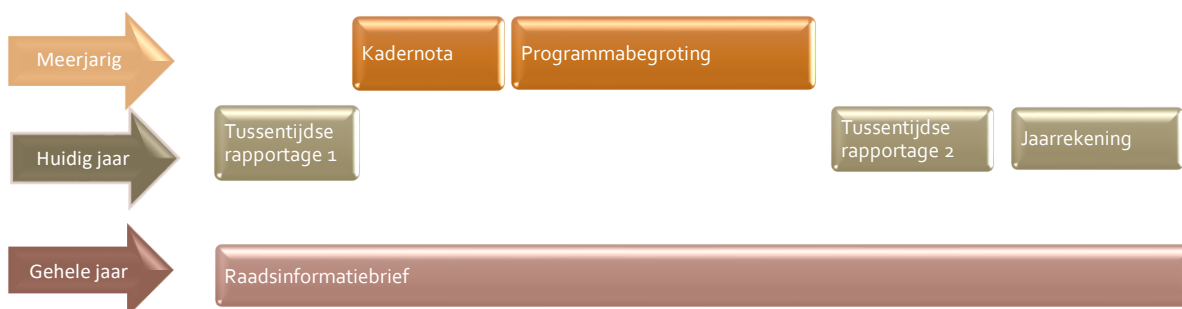 Meerjarig
Kadernota
Programmabegroting
Huidig jaar
Tussentijdse
rapportage 1
Tussentijdse
rapportage 2
Jaarrekening
Gehele jaar
Raadsinformatiebrief